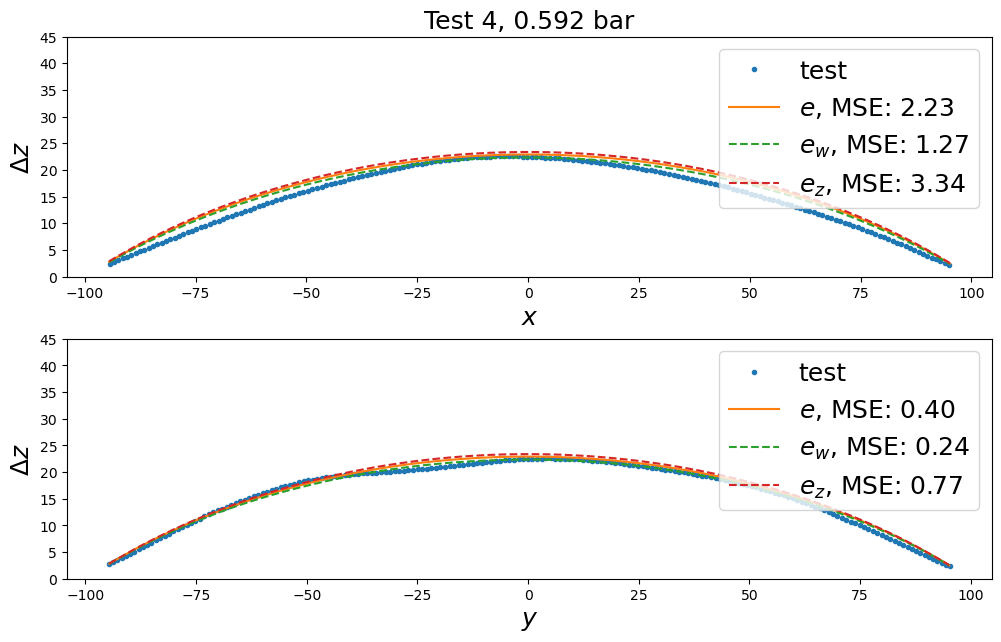 Test 4, 0.592 bar
45
40
35
30
25
20
15
10
5
0
Δz
test
e, MSE: 2.23
e_w, MSE: 1.27
e_z, MSE: 3.34
−100 −75 −50 −25 0 25 50 75 100
x
45
40
35
30
25
20
15
10
5
0
Δz
test
e, MSE: 0.40
e_w, MSE: 0.24
e_z, MSE: 0.77
−100 −75 −50 −25 0 25 50 75 100
y